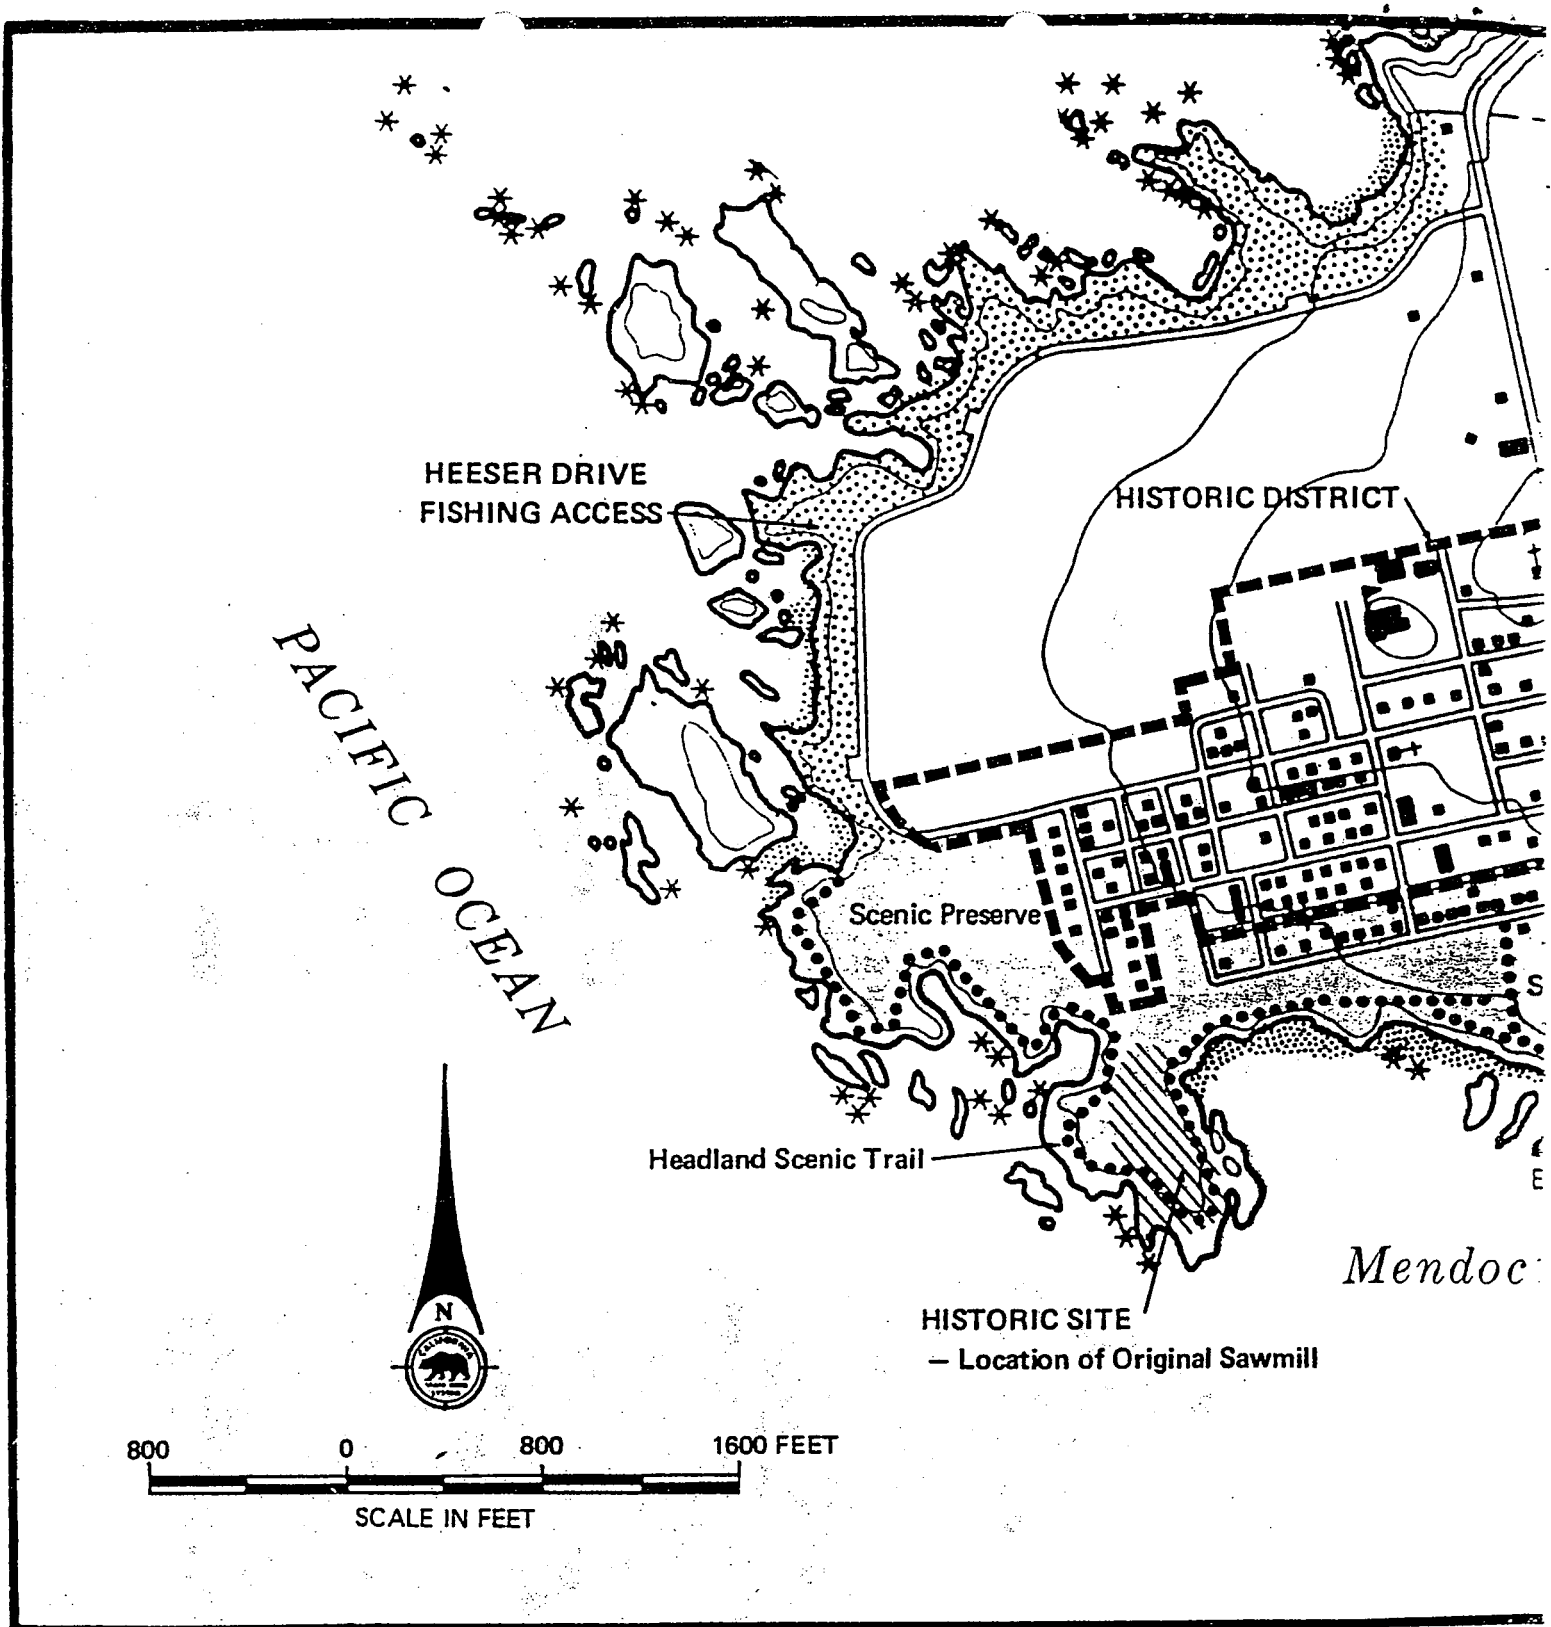 HEESER DRIVE
FISHING ACCESS
HISTORIC DISTRICT
PACIFIC OCEAN
Scenic Preserve
S
Headland Scenic Trail
E
Mendoc
HISTORIC SITE
– Location of Original Sawmill
N
CALIFORNIA
800 0 800 1600 FEET
SCALE IN FEET